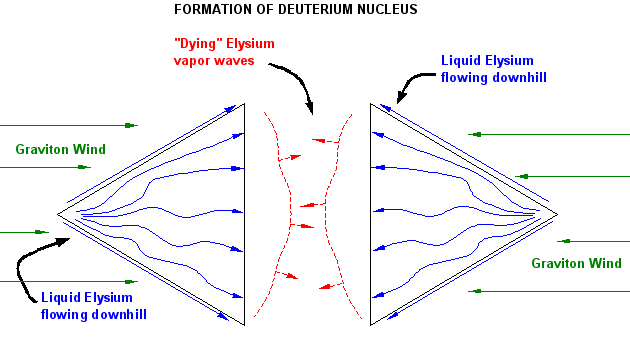 FORMATION OF DEUTERIUM NUCLEUS
"Dying" Elysium
vapor waves
Liquid Elysium
flowing downhill
Graviton Wind
Graviton Wind
Liquid Elysium
flowing downhill